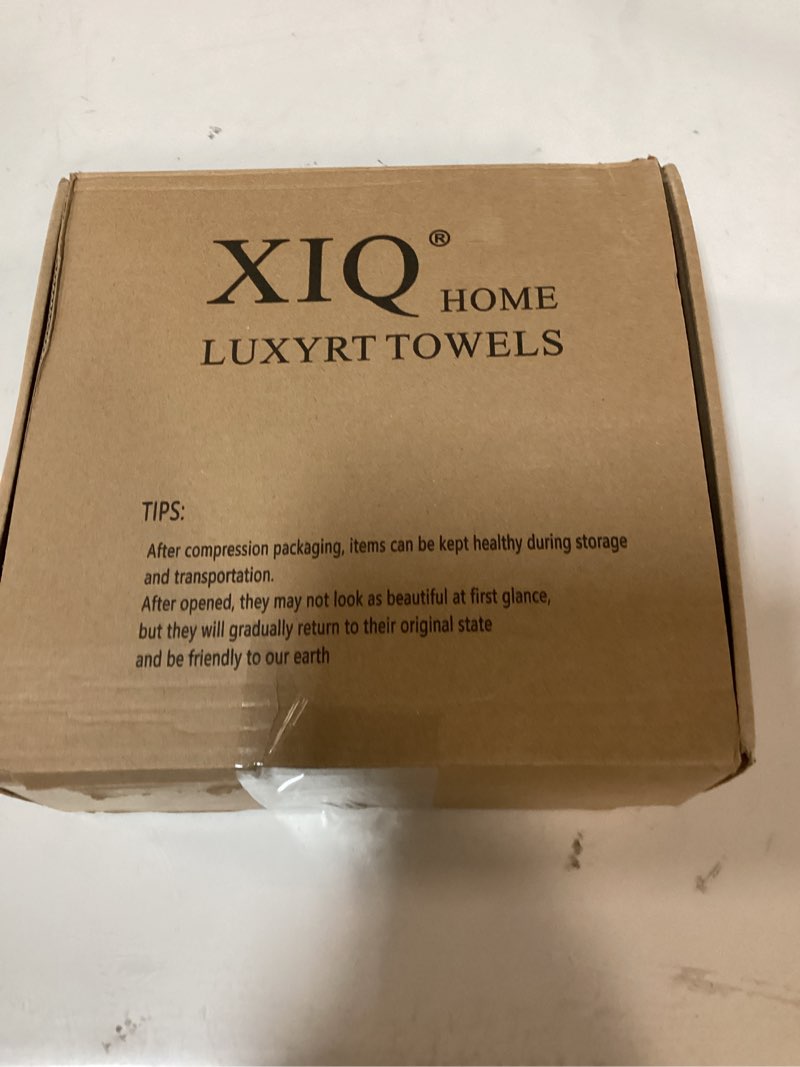 XIQ® HOME
LUXYRT TOWELS
TIPS:
After compression packaging, items can be kept healthy during storage
and transportation.
After opened, they may not look as beautiful at first glance,
but they will gradually return to their original state
and be friendly to our earth